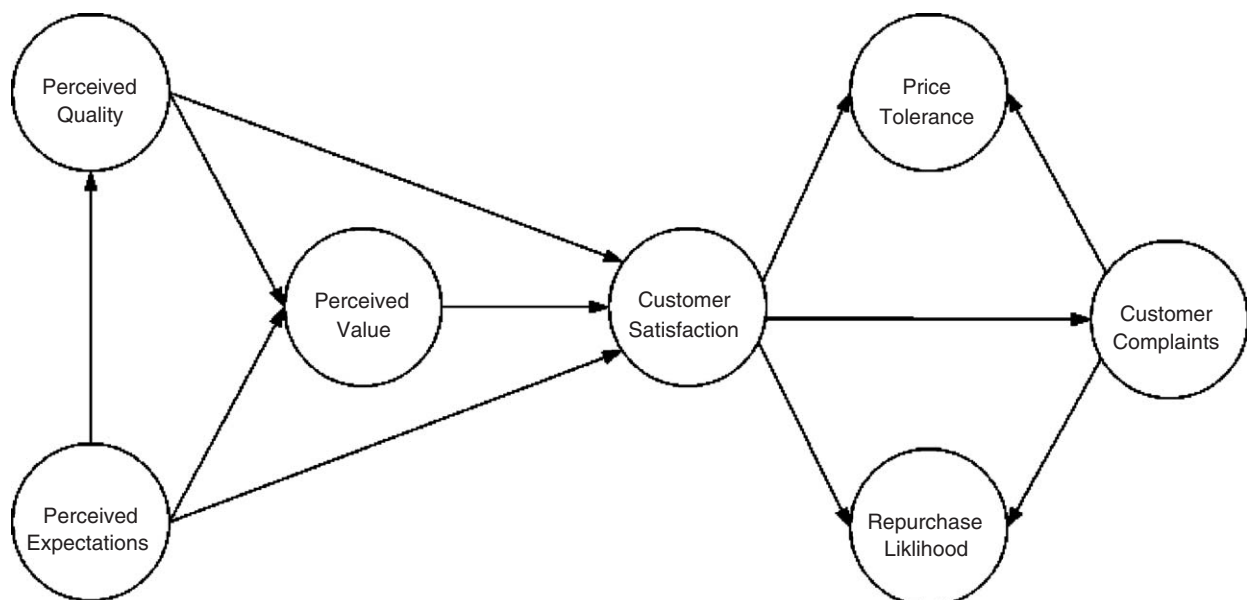 Perceived
Quality
Price
Tolerance
Perceived
Value
Customer
Satisfaction
Customer
Complaints
Perceived
Expectations
Repurchase
Liklihood